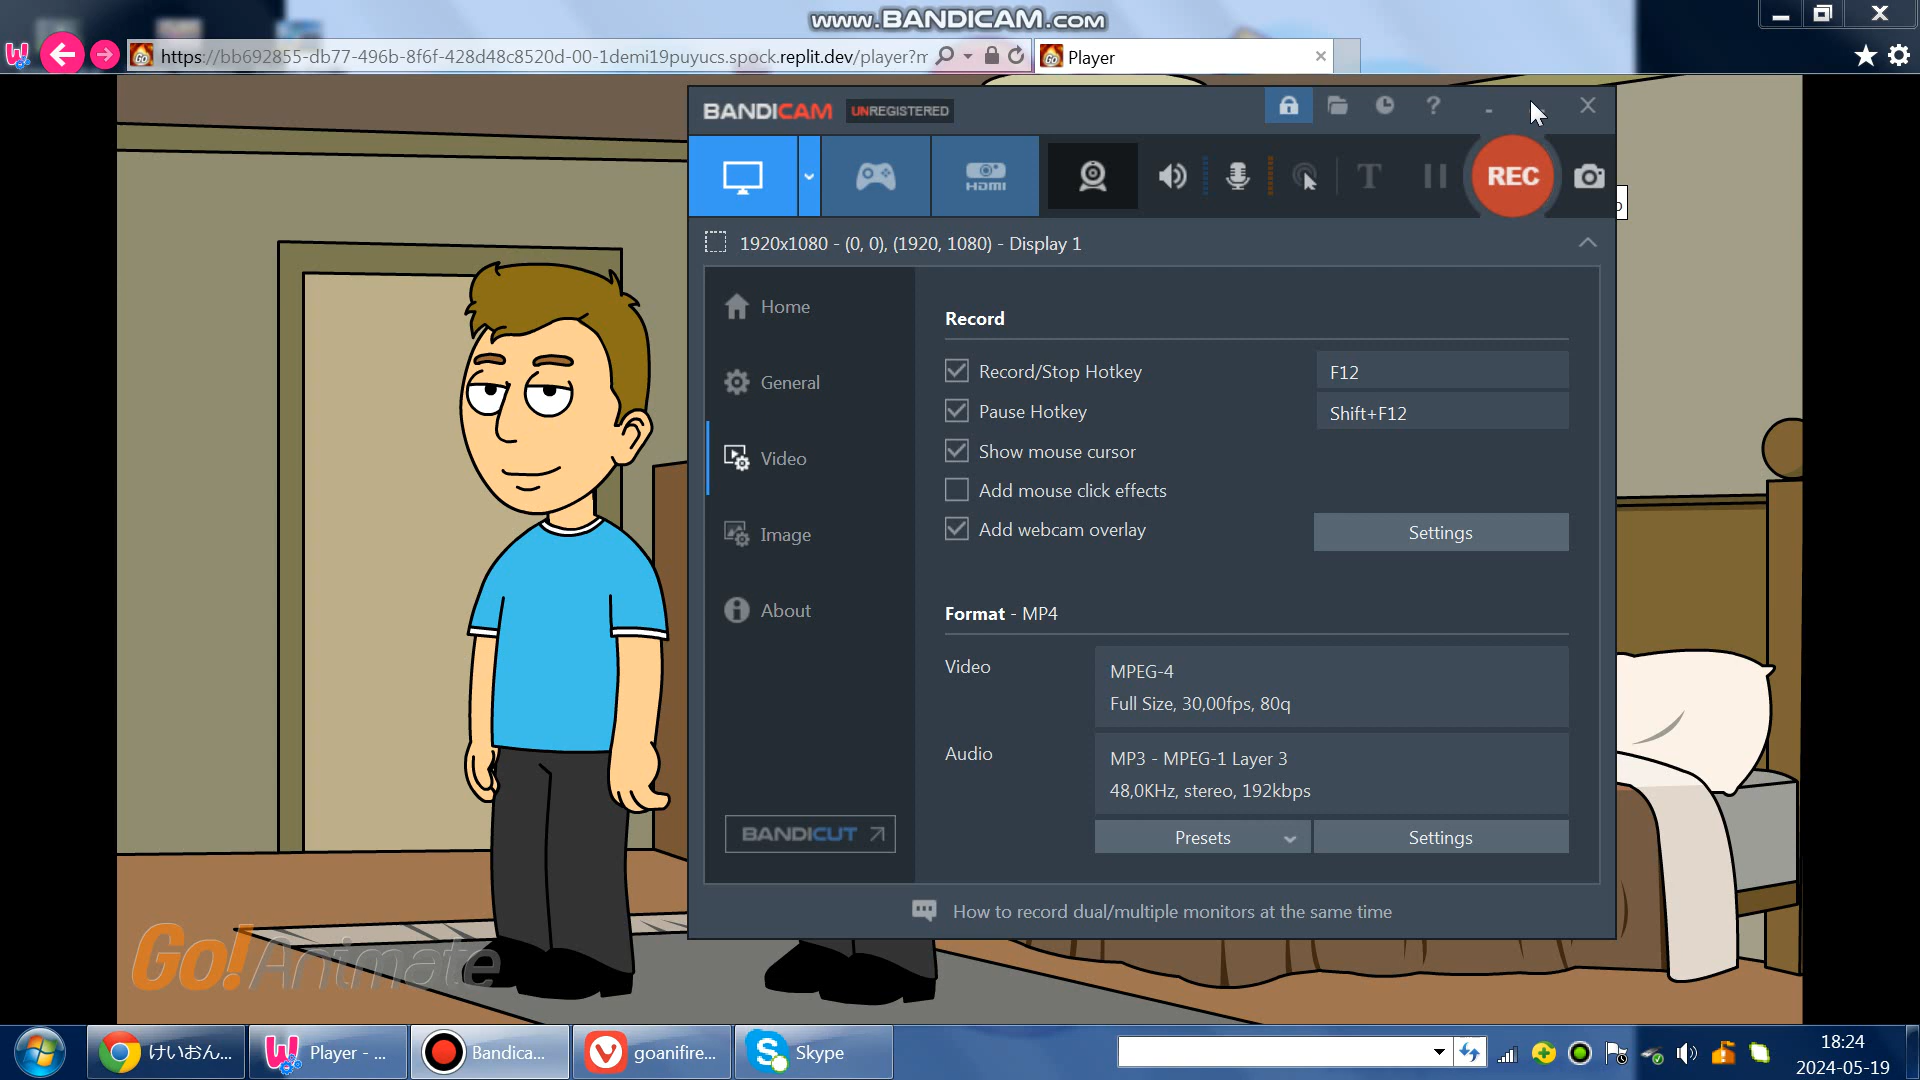 www.BANDICAM.com
https://bb692855-db77-496b-8f6f-428d48c8520d-00-1demi19puyucs.spock.replit.dev/player?m
Player
BANDICAM UNREGISTERED
HDMI
T
REC
1920x1080 - (0, 0), (1920, 1080) - Display 1
Home
General
Video
Image
About
BANDICUT
Record
Record/Stop Hotkey
F12
Pause Hotkey
Shift+F12
Show mouse cursor
Add mouse click effects
Add webcam overlay
Settings
Format - MP4
Video
MPEG-4
Full Size, 30,00fps, 80q
Audio
MP3 - MPEG-1 Layer 3
48,0KHz, stereo, 192kbps
Presets
Settings
How to record dual/multiple monitors at the same time
Go!Animate
けいおん...
Player - ...
Bandica...
goanifire...
Skype
18:24
2024-05-19